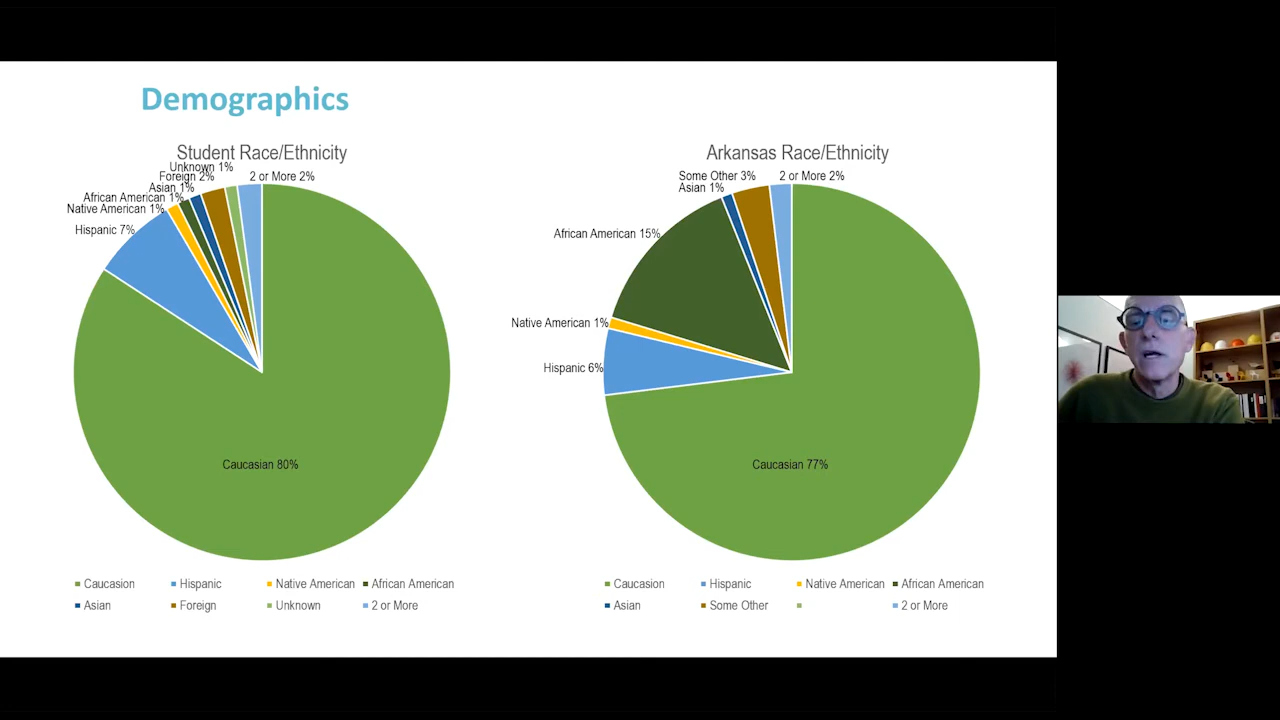 Demographics
Student Race/Ethnicity
Unknown 1%
Foreign 2%
2 or More 2%
Asian 1%
African American 1%
Native American 1%
Hispanic 7%
Caucasian 80%
Caucasion
Hispanic
Native American
African American
Asian
Foreign
Unknown
2 or More
Arkansas Race/Ethnicity
Some Other 3%
2 or More 2%
Asian 1%
African American 15%
Native American 1%
Hispanic 6%
Caucasian 77%
Caucasion
Hispanic
Native American
African American
Asian
Some Other
2 or More